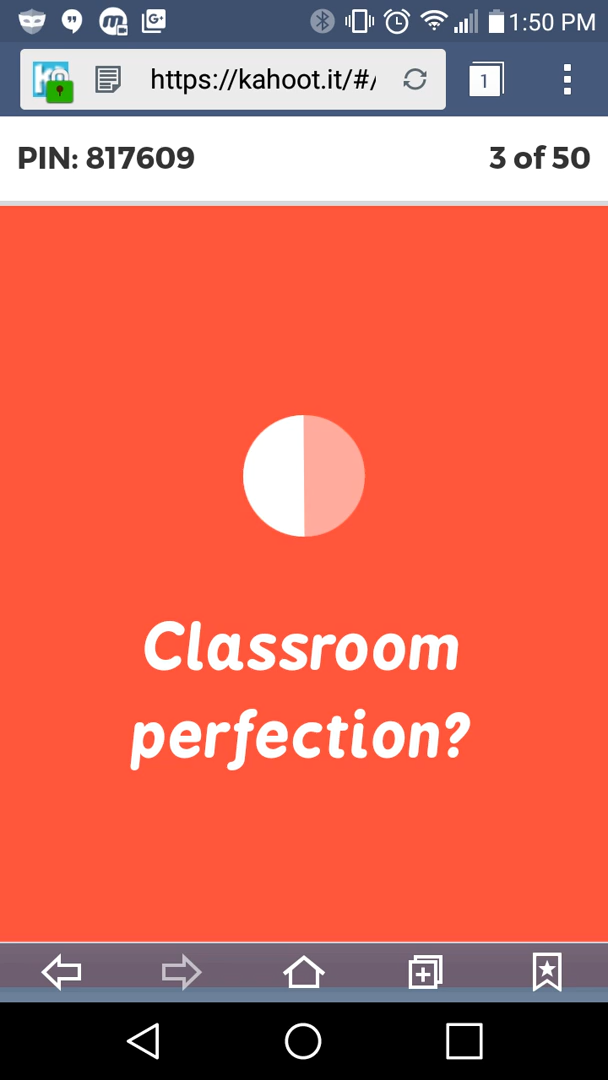 1:50 PM
https://kahoot.it/#/
1
PIN: 817609
3 of 50
Classroom
perfection?